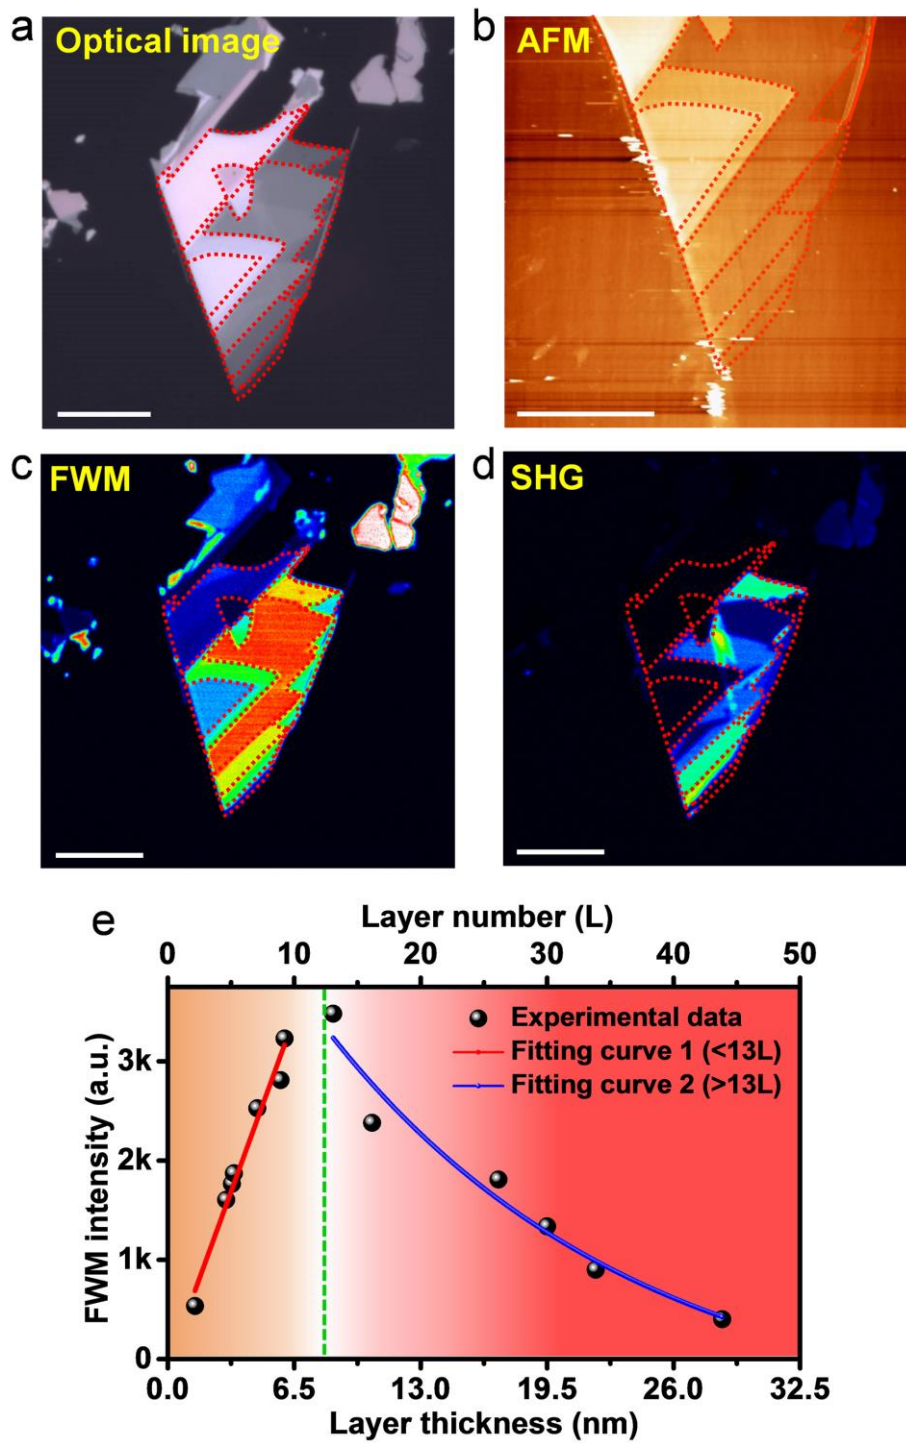 a
Optical image
b
AFM
c
FWM
d
SHG
e
Layer number (L)
0 10 20 30 40 50
FWM intensity (a.u.)
3k
2k
1k
0
Experimental data
Fitting curve 1 (<13L)
Fitting curve 2 (>13L)
0.0 6.5 13.0 19.5 26.0 32.5
Layer thickness (nm)